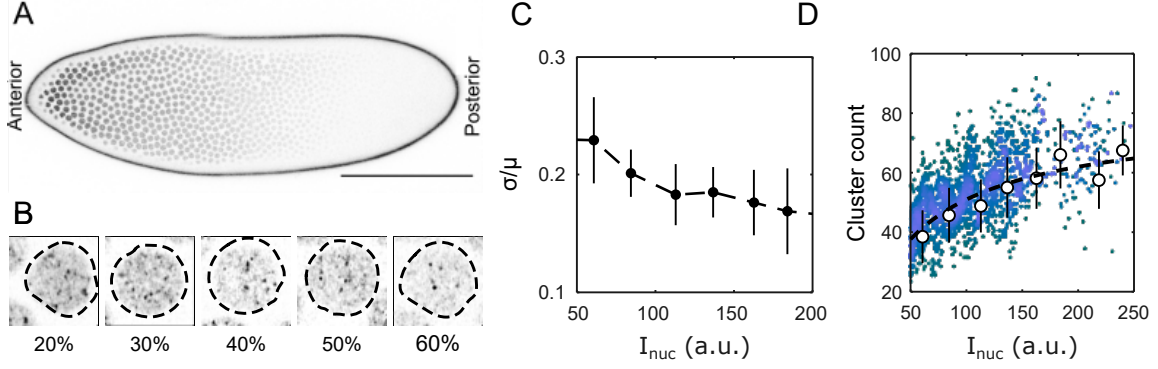 A
Anterior
Posterior
B
20%
30%
40%
50%
60%
C
0.3
0.2
0.1
σ/μ
50
100
150
200
I_nuc (a.u.)
D
100
80
60
40
20
Cluster count
50
100
150
200
250
I_nuc (a.u.)